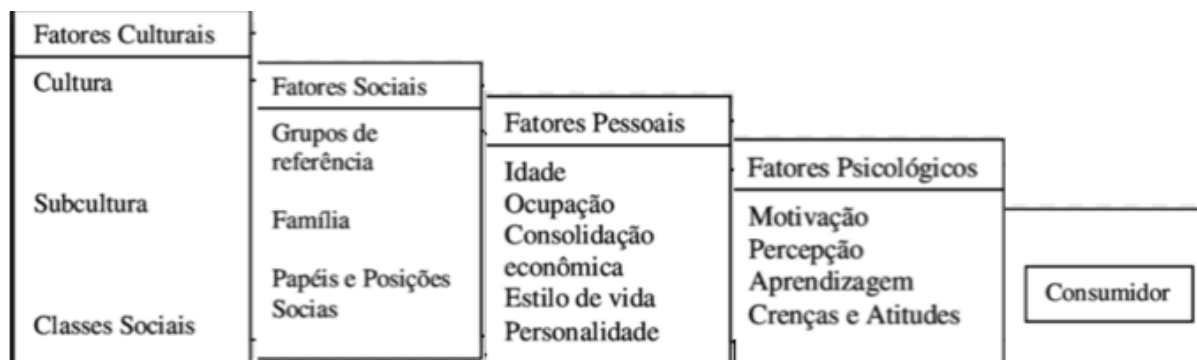 Fatores Culturais
Cultura
Subcultura
Classes Sociais
Fatores Sociais
Grupos de
referência
Família
Papéis e Posições
Socias
Fatores Pessoais
Idade
Ocupação
Consolidação
econômica
Estilo de vida
Personalidade
Fatores Psicológicos
Motivação
Percepção
Aprendizagem
Crenças e Atitudes
Consumidor